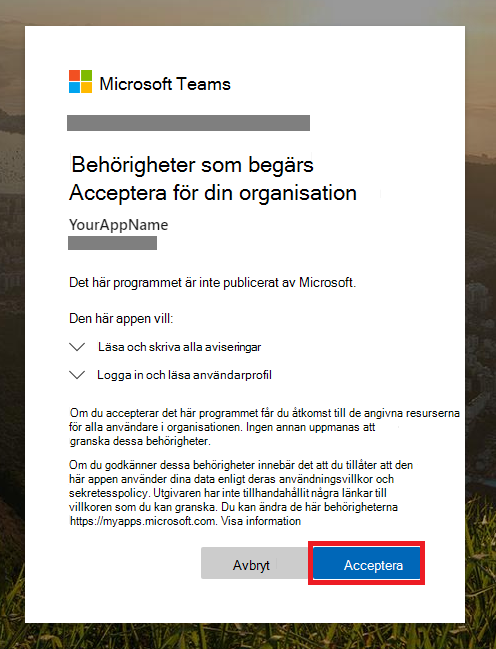 Microsoft Teams
Behörigheter som begärs
Acceptera för din organisation
YourAppName
Det här programmet är inte publicerat av Microsoft.
Den här appen vill:
Läsa och skriva alla aviseringar
Logga in och läsa användarprofil
Om du accepterar det här programmet får du åtkomst till de angivna resurserna
för alla användare i organisationen. Ingen annan uppmanas att
granska dessa behörigheter.
Om du godkänner dessa behörigheter innebär det att du tillåter att den
här appen använder dina data enligt deras användningsvillkor och
sekretesspolicy. Utgivaren har inte tillhandahållit några länkar till
villkoren som du kan granska. Du kan ändra de här behörigheterna
https://myapps.microsoft.com. Visa information
Avbryt
Acceptera